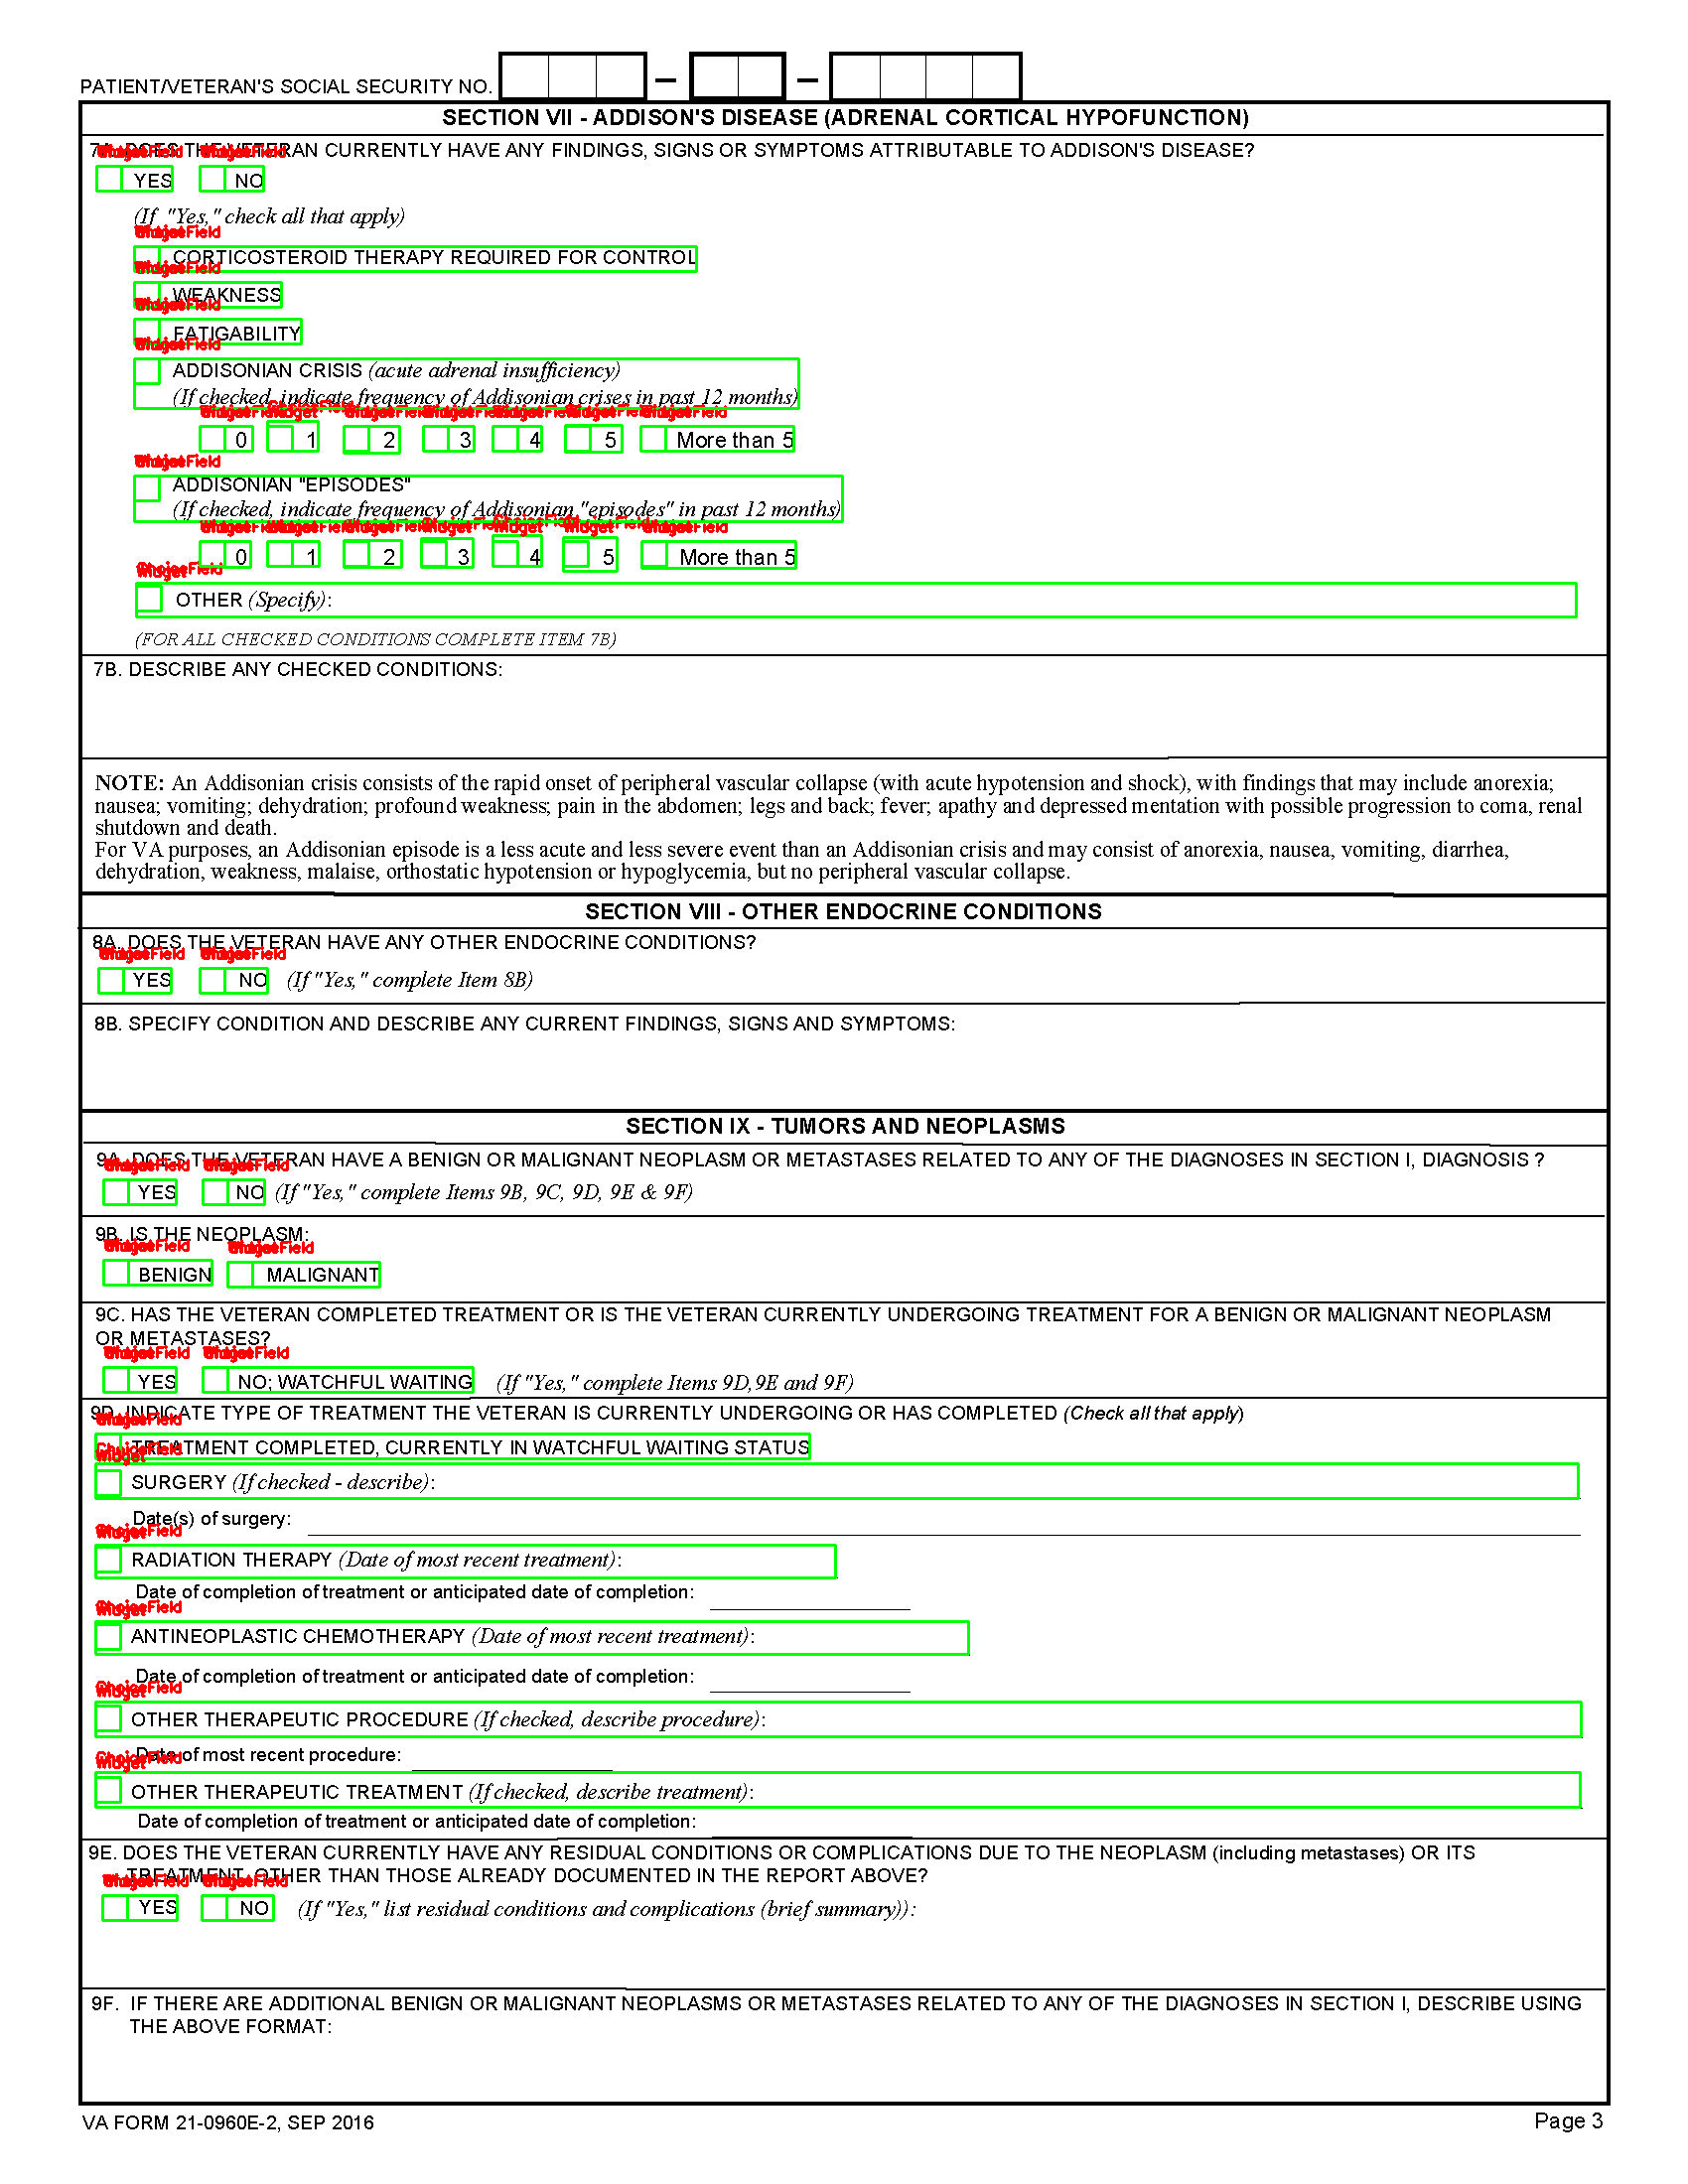 PATIENT/VETERAN'S SOCIAL SECURITY NO.
SECTION VII - ADDISON'S DISEASE (ADRENAL CORTICAL HYPOFUNCTION)
7A. DOES THE VETERAN CURRENTLY HAVE ANY FINDINGS, SIGNS OR SYMPTOMS ATTRIBUTABLE TO ADDISON'S DISEASE?
YES NO
(If "Yes," check all that apply)
CORTICOSTEROID THERAPY REQUIRED FOR CONTROL
WEAKNESS
FATIGABILITY
ADDISONIAN CRISIS (acute adrenal insufficiency)
(If checked, indicate frequency of Addisonian crises in past 12 months)
0 1 2 3 4 5 More than 5
ADDISONIAN "EPISODES"
(If checked, indicate frequency of Addisonian "episodes" in past 12 months)
0 1 2 3 4 5 More than 5
ChoiceField
Widget
OTHER (Specify):
(FOR ALL CHECKED CONDITIONS COMPLETE ITEM 7B)
7B. DESCRIBE ANY CHECKED CONDITIONS:
NOTE: An Addisonian crisis consists of the rapid onset of peripheral vascular collapse (with acute hypotension and shock), with findings that may include anorexia;
nausea; vomiting; dehydration; profound weakness; pain in the abdomen; legs and back; fever; apathy and depressed mentation with possible progression to coma, renal
shutdown and death.
For VA purposes, an Addisonian episode is a less acute and less severe event than an Addisonian crisis and may consist of anorexia, nausea, vomiting, diarrhea,
dehydration, weakness, malaise, orthostatic hypotension or hypoglycemia, but no peripheral vascular collapse.
SECTION VIII - OTHER ENDOCRINE CONDITIONS
8A. DOES THE VETERAN HAVE ANY OTHER ENDOCRINE CONDITIONS?
YES NO (If "Yes," complete Item 8B)
8B. SPECIFY CONDITION AND DESCRIBE ANY CURRENT FINDINGS, SIGNS AND SYMPTOMS:
SECTION IX - TUMORS AND NEOPLASMS
9A. DOES THE VETERAN HAVE A BENIGN OR MALIGNANT NEOPLASM OR METASTASES RELATED TO ANY OF THE DIAGNOSES IN SECTION I, DIAGNOSIS ?
YES NO (If "Yes," complete Items 9B, 9C, 9D, 9E & 9F)
9B. IS THE NEOPLASM:
BENIGN MALIGNANT
9C. HAS THE VETERAN COMPLETED TREATMENT OR IS THE VETERAN CURRENTLY UNDERGOING TREATMENT FOR A BENIGN OR MALIGNANT NEOPLASM
OR METASTASES?
YES NO; WATCHFUL WAITING (If "Yes," complete Items 9D,9E and 9F)
9D. INDICATE TYPE OF TREATMENT THE VETERAN IS CURRENTLY UNDERGOING OR HAS COMPLETED (Check all that apply)
TREATMENT COMPLETED, CURRENTLY IN WATCHFUL WAITING STATUS
ChoiceField
Widget
SURGERY (If checked - describe):
Date(s) of surgery:
RADIATION THERAPY (Date of most recent treatment):
Date of completion of treatment or anticipated date of completion:
ANTINEOPLASTIC CHEMOTHERAPY (Date of most recent treatment):
Date of completion of treatment or anticipated date of completion:
ChoiceField
Widget
OTHER THERAPEUTIC PROCEDURE (If checked, describe procedure):
Date of most recent procedure:
ChoiceField
Widget
OTHER THERAPEUTIC TREATMENT (If checked, describe treatment):
Date of completion of treatment or anticipated date of completion:
9E. DOES THE VETERAN CURRENTLY HAVE ANY RESIDUAL CONDITIONS OR COMPLICATIONS DUE TO THE NEOPLASM (including metastases) OR ITS
TREATMENT, OTHER THAN THOSE ALREADY DOCUMENTED IN THE REPORT ABOVE?
YES NO (If "Yes," list residual conditions and complications (brief summary)):
9F. IF THERE ARE ADDITIONAL BENIGN OR MALIGNANT NEOPLASMS OR METASTASES RELATED TO ANY OF THE DIAGNOSES IN SECTION I, DESCRIBE USING
THE ABOVE FORMAT:
VA FORM 21-0960E-2, SEP 2016 Page 3